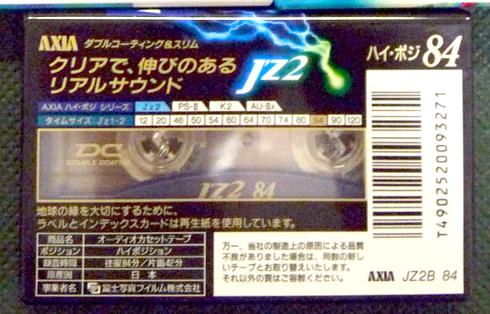 AXIA ダブルコーティング&スリム
クリアで、伸びのある
リアルサウンド
Jz2
ハイ・ポジ84
AXIA ハイ・ポジ シリーズ J'z2 PS-II K2 AU-IIx
タイムサイズ:J'z1・2 12 20 46 50 54 60 64 70 74 80 84 90 120
DC
DOUBLE COATING
JZ2 84
地球の緑を大切にするために、
ラベルとインデックスカードは再生紙を使用しています。
商品名 オーディオカセットテープ
ポジション ハイポジション
録音時間 往復84分/片面42分
原産国 日本
事業者名 富士写真フイルム株式会社
万一、当社の製造上の原因による品質
不良がありました場合は、同数の新し
いテープとお取り替えいたします。
それ以外の責はご容赦ください。
T4902520093271
AXIA JZ2B 84